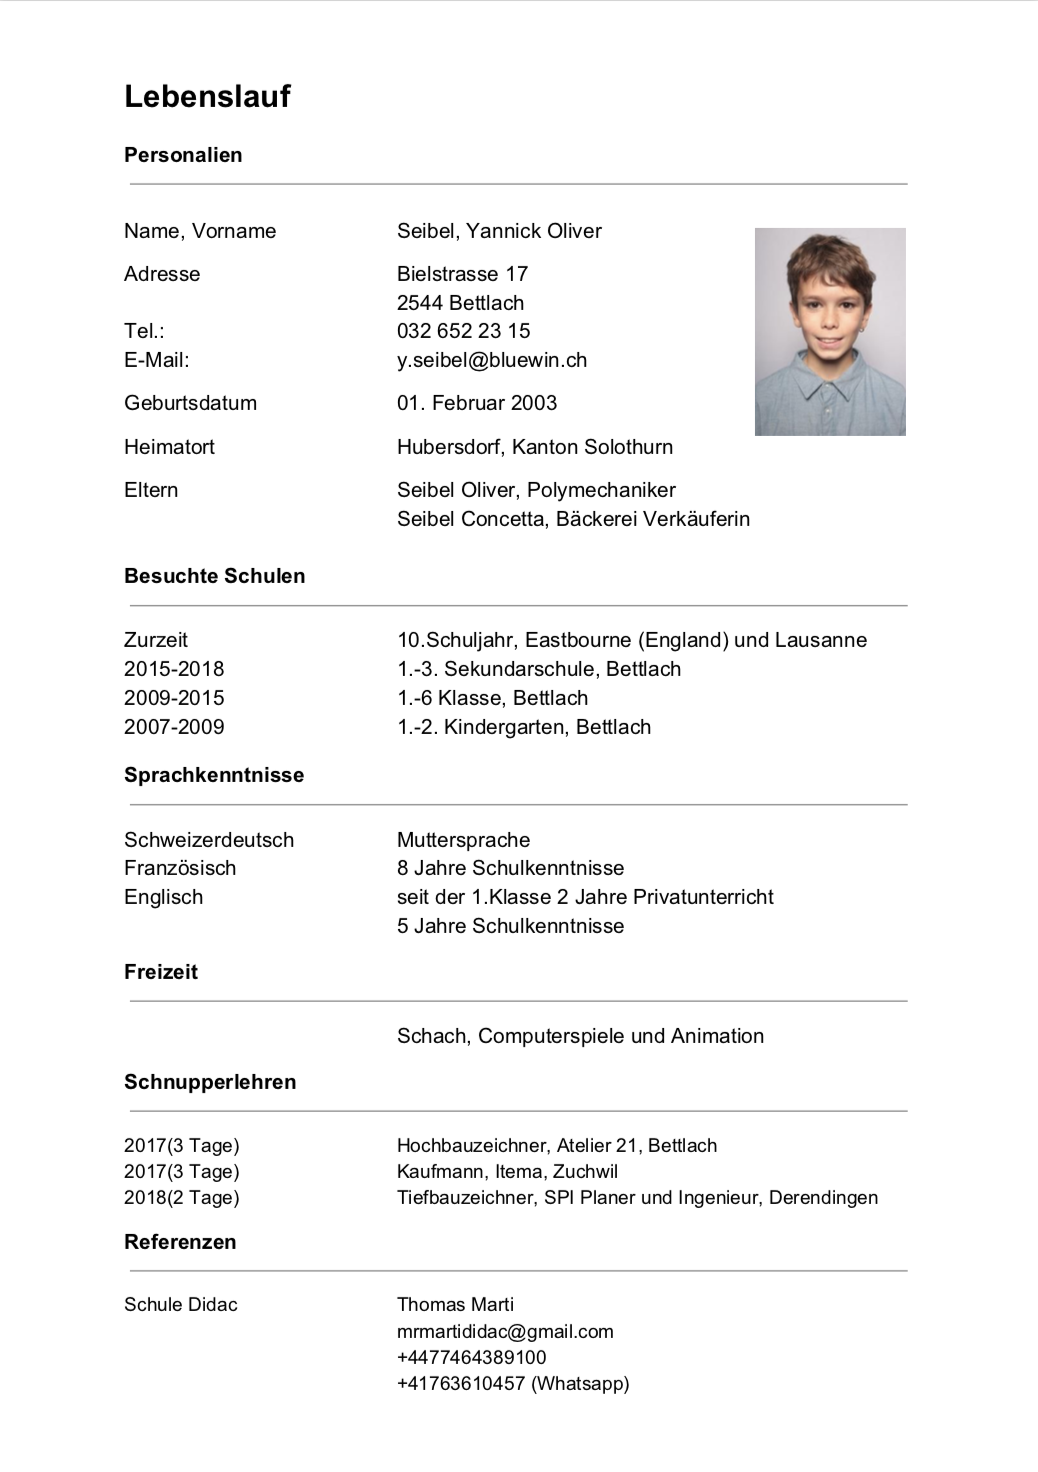 Lebenslauf
Personalien
Name, Vorname Seibel, Yannick Oliver
Adresse Bielstrasse 17
2544 Bettlach
Tel.: 032 652 23 15
E-Mail: y.seibel@bluewin.ch
Geburtsdatum 01. Februar 2003
Heimatort Hubersdorf, Kanton Solothurn
Eltern Seibel Oliver, Polymechaniker
Seibel Concetta, Bäckerei Verkäuferin
Besuchte Schulen
Zurzeit 10.Schuljahr, Eastbourne (England) und Lausanne
2015-2018 1.-3. Sekundarschule, Bettlach
2009-2015 1.-6 Klasse, Bettlach
2007-2009 1.-2. Kindergarten, Bettlach
Sprachkenntnisse
Schweizerdeutsch Muttersprache
Französisch 8 Jahre Schulkenntnisse
Englisch seit der 1.Klasse 2 Jahre Privatunterricht
5 Jahre Schulkenntnisse
Freizeit
Schach, Computerspiele und Animation
Schnupperlehren
2017(3 Tage) Hochbauzeichner, Atelier 21, Bettlach
2017(3 Tage) Kaufmann, Itema, Zuchwil
2018(2 Tage) Tiefbauzeichner, SPI Planer und Ingenieur, Derendingen
Referenzen
Schule Didac Thomas Marti
mrmartididac@gmail.com
+4477464389100
+41763610457 (Whatsapp)